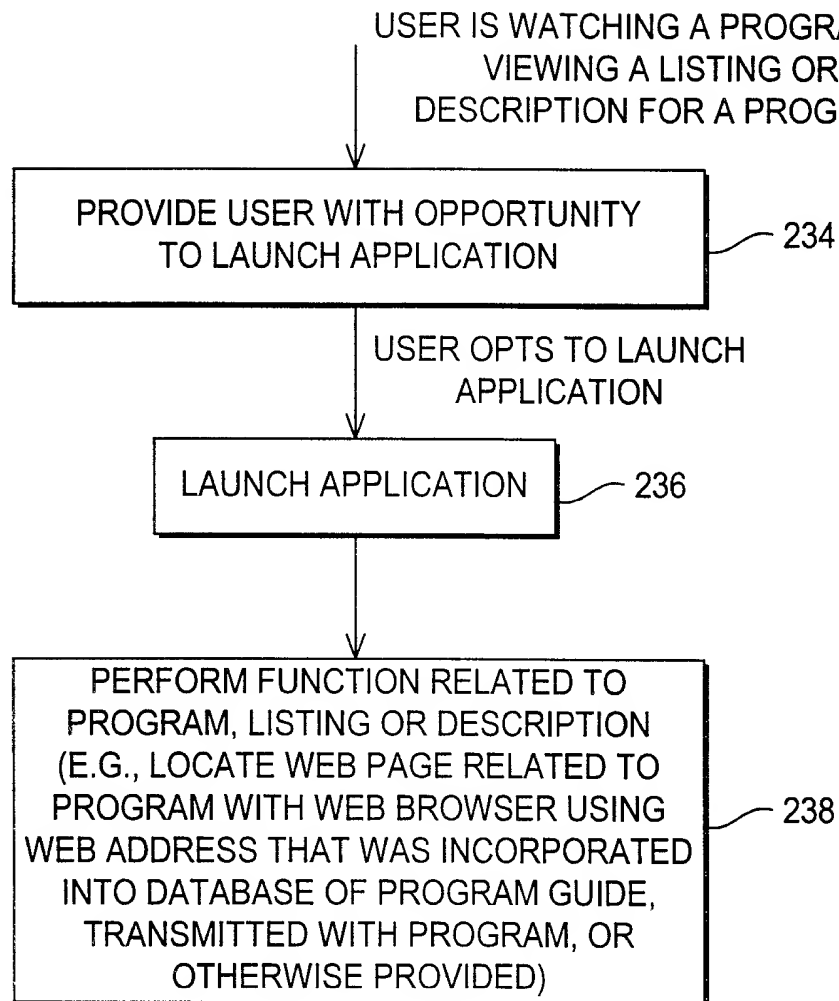 USER IS WATCHING A PROGRA
VIEWING A LISTING OR
DESCRIPTION FOR A PROG
PROVIDE USER WITH OPPORTUNITY
TO LAUNCH APPLICATION
234
USER OPTS TO LAUNCH
APPLICATION
LAUNCH APPLICATION
236
PERFORM FUNCTION RELATED TO
PROGRAM, LISTING OR DESCRIPTION
(E.G., LOCATE WEB PAGE RELATED TO
PROGRAM WITH WEB BROWSER USING
WEB ADDRESS THAT WAS INCORPORATED
INTO DATABASE OF PROGRAM GUIDE,
TRANSMITTED WITH PROGRAM, OR
OTHERWISE PROVIDED)
238